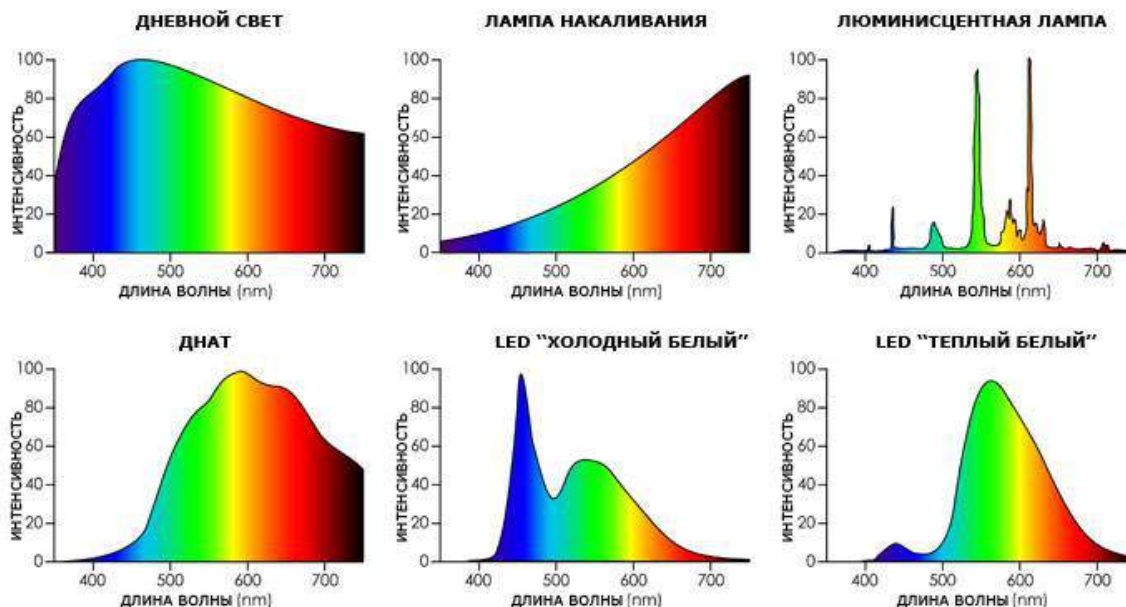 ДНЕВНОЙ СВЕТ
ИНТЕНСИВНОСТЬ
100
80
60
40
20
0
400 500 600 700
ДЛИНА ВОЛНЫ (nm)
ЛАМПА НАКАЛИВАНИЯ
ИНТЕНСИВНОСТЬ
100
80
60
40
20
0
400 500 600 700
ДЛИНА ВОЛНЫ (nm)
ЛЮМИНИСЦЕНТНАЯ ЛАМПА
ИНТЕНСИВНОСТЬ
100
80
60
40
20
0
400 500 600 700
ДЛИНА ВОЛНЫ (nm)
ДНАТ
ИНТЕНСИВНОСТЬ
100
80
60
40
20
0
400 500 600 700
ДЛИНА ВОЛНЫ (nm)
LED “ХОЛОДНЫЙ БЕЛЫЙ”
ИНТЕНСИВНОСТЬ
100
80
60
40
20
0
400 500 600 700
ДЛИНА ВОЛНЫ (nm)
LED “ТЕПЛЫЙ БЕЛЫЙ”
ИНТЕНСИВНОСТЬ
100
80
60
40
20
0
400 500 600 700
ДЛИНА ВОЛНЫ (nm)